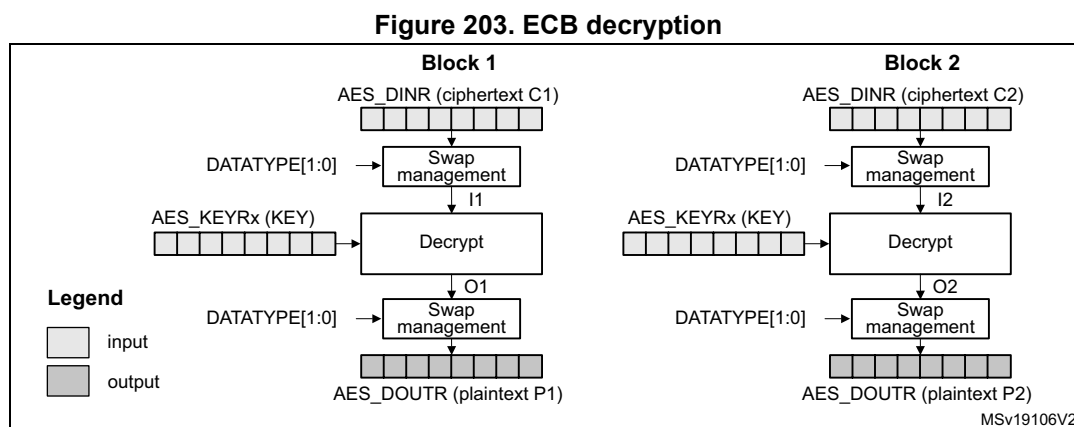 Figure 203. ECB decryption
Block 1
AES_DINR (ciphertext C1)
DATATYPE[1:0]
Swap
management
I1
AES_KEYRx (KEY)
Decrypt
O1
DATATYPE[1:0]
Swap
management
AES_DOUTR (plaintext P1)
Block 2
AES_DINR (ciphertext C2)
DATATYPE[1:0]
Swap
management
I2
AES_KEYRx (KEY)
Decrypt
O2
DATATYPE[1:0]
Swap
management
AES_DOUTR (plaintext P2)
Legend
input
output
MSv19106V2